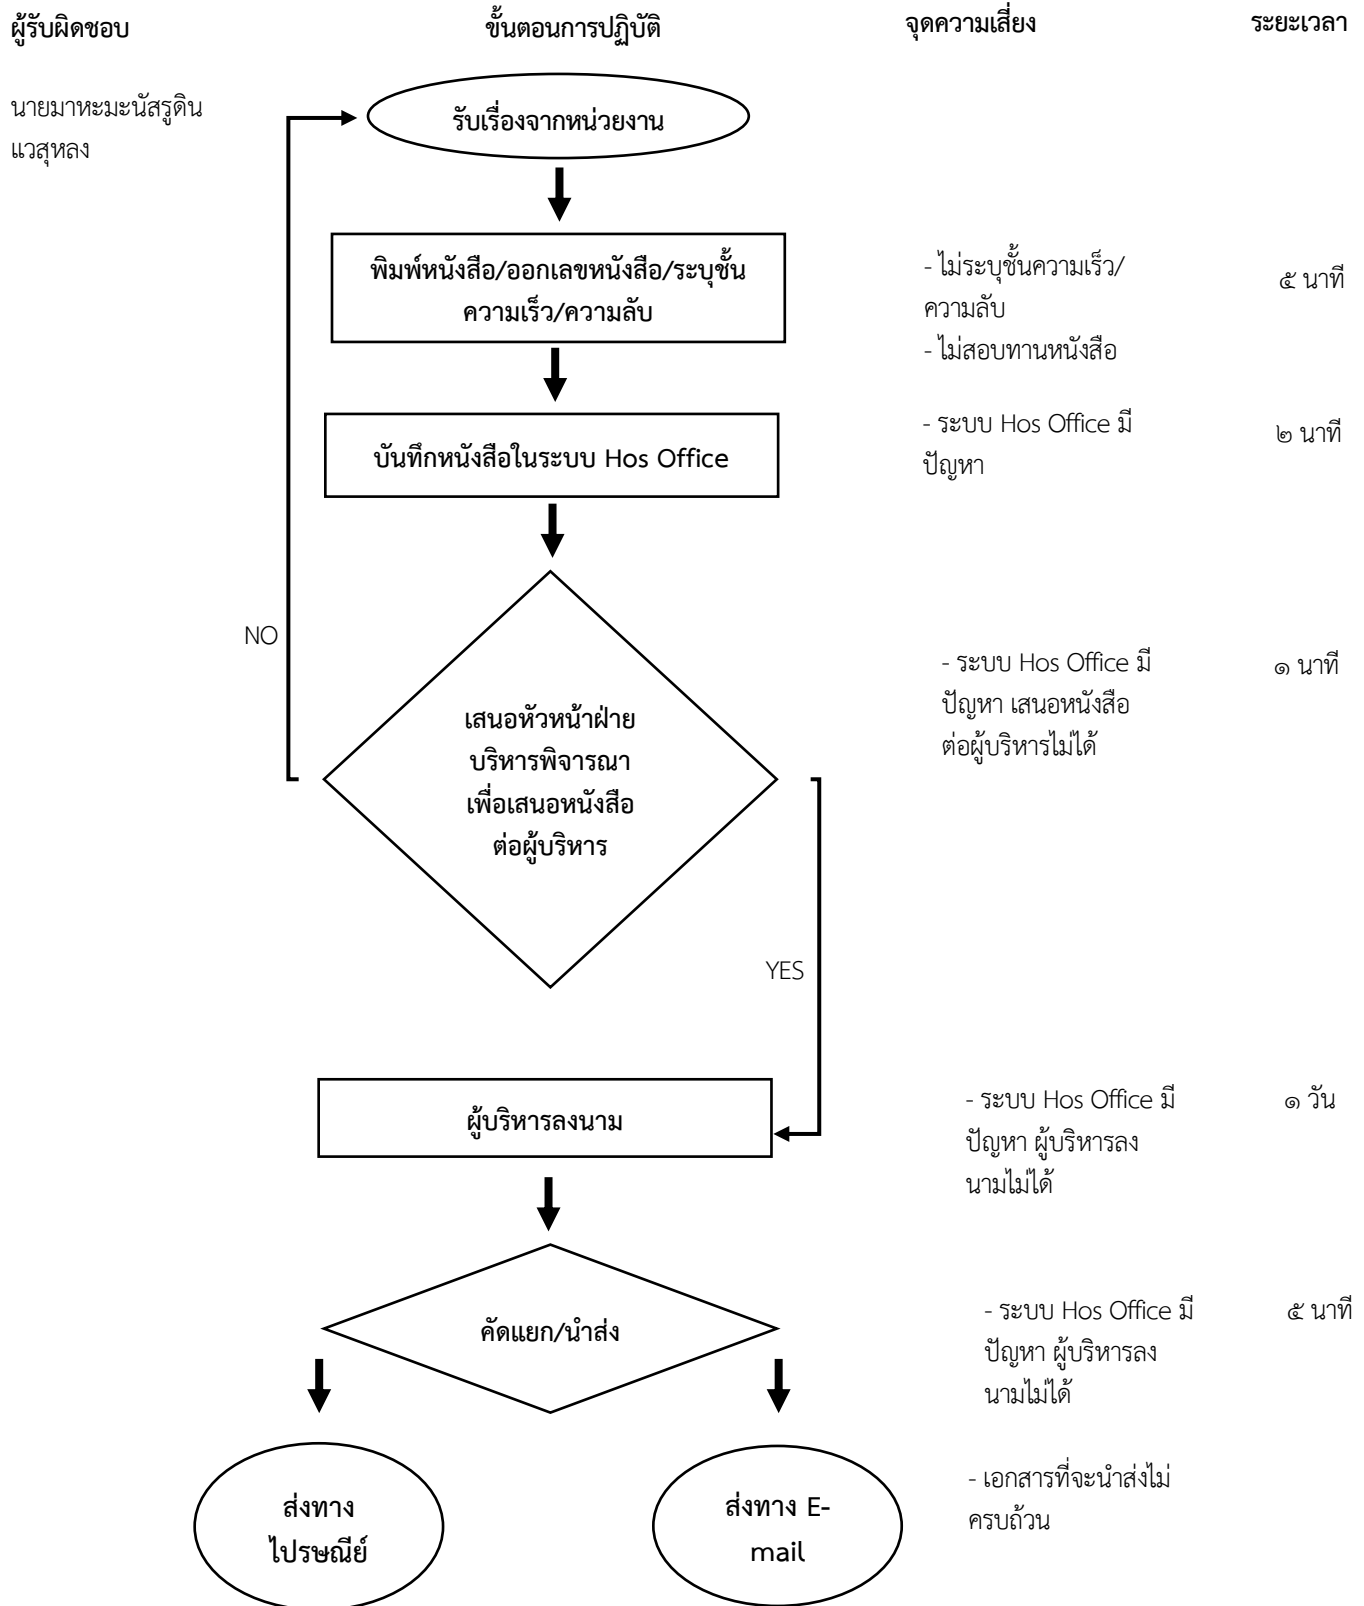 ผู้รับผิดชอบ
ขั้นตอนการปฏิบัติ
จุดความเสี่ยง
ระยะเวลา
นายมาหะมะนัสรูดิน
แวสุหลง
รับเรื่องจากหน่วยงาน
พิมพ์หนังสือ/ออกเลขหนังสือ/ระบุชั้น
ความเร็ว/ความลับ
- ไม่ระบุชั้นความเร็ว/
ความลับ
- ไม่สอบทานหนังสือ
๕ นาที
บันทึกหนังสือในระบบ Hos Office
- ระบบ Hos Office มี
ปัญหา
๒ นาที
NO
เสนอหัวหน้าฝ่าย
บริหารพิจารณา
เพื่อเสนอหนังสือ
ต่อผู้บริหาร
- ระบบ Hos Office มี
ปัญหา เสนอหนังสือ
ต่อผู้บริหารไม่ได้
๑ นาที
YES
ผู้บริหารลงนาม
- ระบบ Hos Office มี
ปัญหา ผู้บริหารลง
นามไม่ได้
๑ วัน
คัดแยก/นำส่ง
- ระบบ Hos Office มี
ปัญหา ผู้บริหารลง
นามไม่ได้
๕ นาที
ส่งทาง
ไปรษณีย์
ส่งทาง E-
mail
- เอกสารที่จะนำส่งไม่
ครบถ้วน